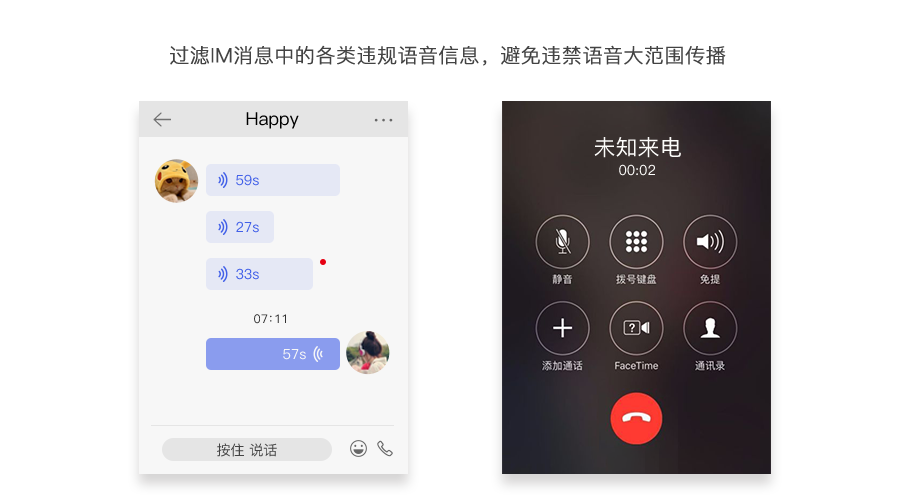 过滤IM消息中的各类违规语音信息，避免违禁语音大范围传播
Happy
59s
27s
33s
07:11
57s
按住 说话
未知来电
00:02
静音
拨号键盘
免提
添加通话
FaceTime
通讯录